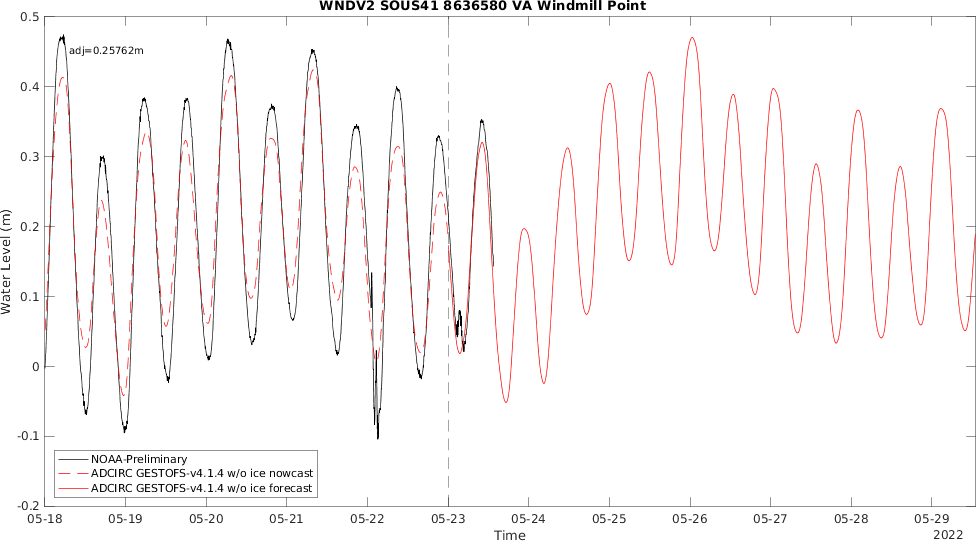 WNDV2 SOUS41 8636580 VA Windmill Point
0.5
adj=0.25762m
0.4
0.3
0.2
0.1
0
-0.1
-0.2
Water Level (m)
NOAA-Preliminary
ADCIRC GESTOFS-v4.1.4 w/o ice nowcast
ADCIRC GESTOFS-v4.1.4 w/o ice forecast
05-18 05-19 05-20 05-21 05-22 05-23 05-24 05-25 05-26 05-27 05-28 05-29
Time
2022